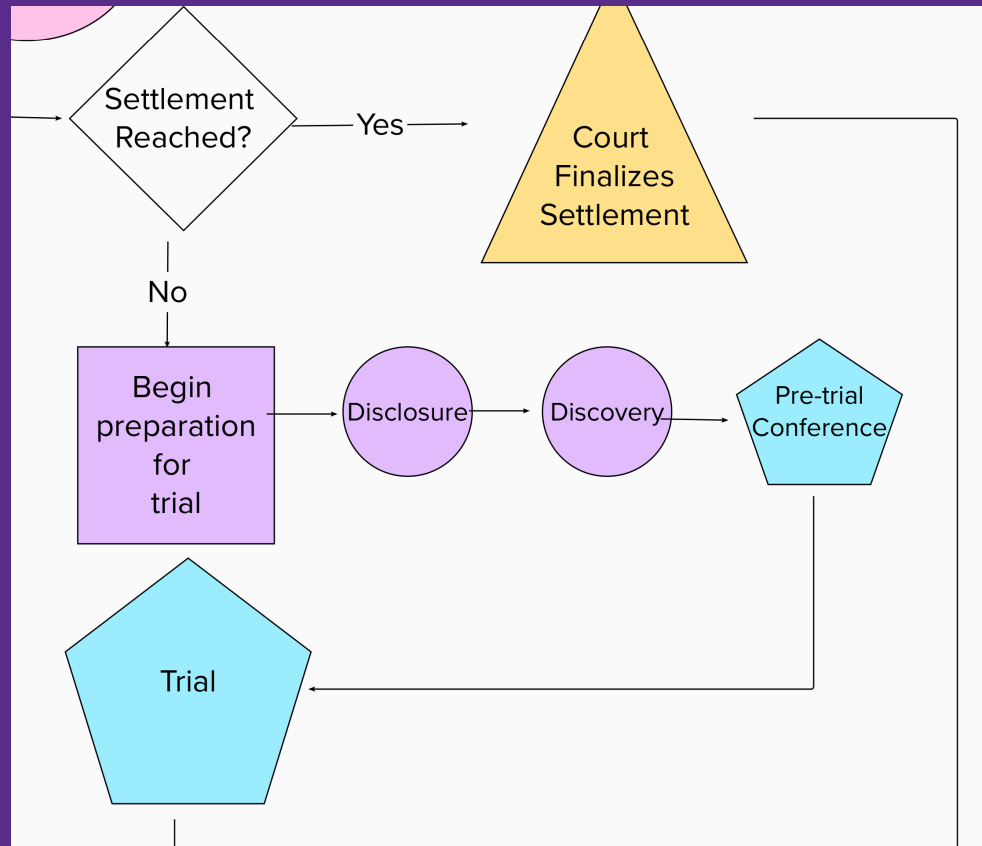 Settlement
Reached?
Yes
Court
Finalizes
Settlement
No
Begin
preparation
for
trial
Disclosure
Discovery
Pre-trial
Conference
Trial